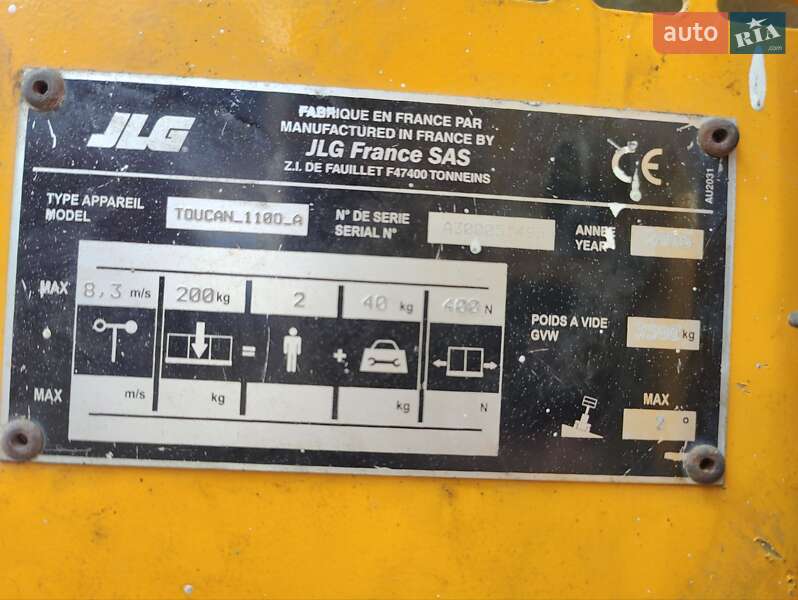 auto RIA .com
JLG
FABRIQUE EN FRANCE PAR
MANUFACTURED IN FRANCE BY
JLG France SAS
Z.I. DE FAUILLET F47400 TONNEINS
CE
AU2031
TYPE APPAREIL
MODEL
TOUCAN_1100_A
N° DE SERIE
SERIAL N°
ANNEE
YEAR
MAX
8,3 m/s
200 kg
2
40 kg
400 N
= +
POIDS A VIDE
GVW
kg
MAX
m/s
kg
kg
N
MAX
2 °